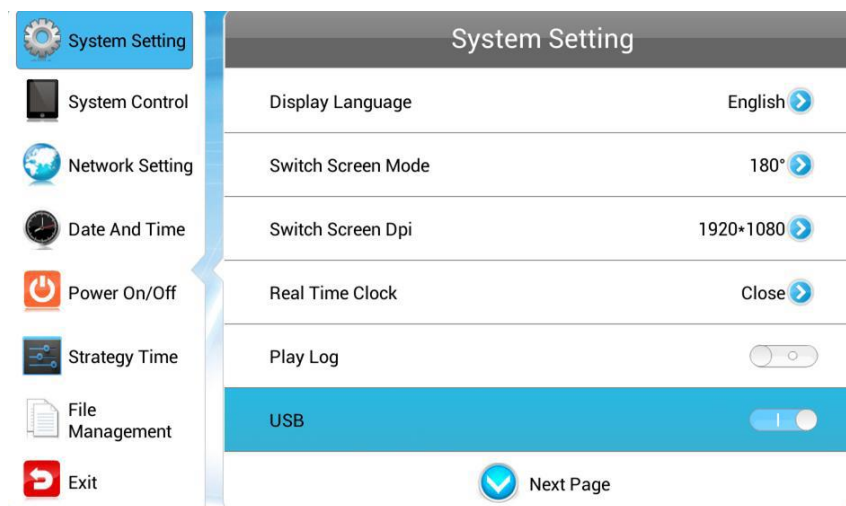 System Setting
System Control
Network Setting
Date And Time
Power On/Off
Strategy Time
File
Management
Exit
System Setting
Display Language English
Switch Screen Mode 180°
Switch Screen Dpi 1920*1080
Real Time Clock Close
Play Log
USB
Next Page